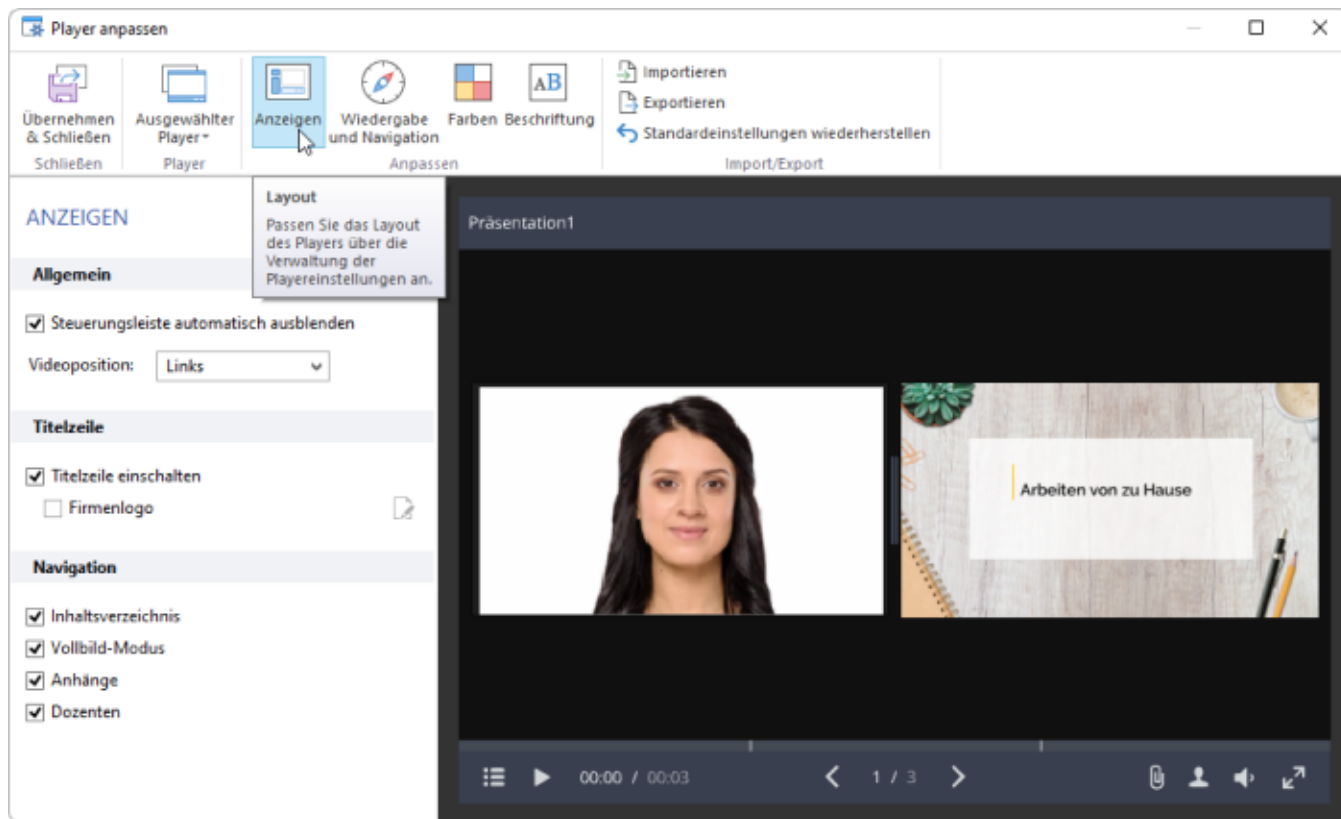 Player anpassen
Übernehmen
& Schließen
Schließen
Ausgewählter
Player
Player
Anzeigen
Wiedergabe
und Navigation
Farben
Beschriftung
AB
Anpassen
Importieren
Exportieren
Standardeinstellungen wiederherstellen
Import/Export
Layout
Passen Sie das Layout
des Players über die
Verwaltung der
Playereinstellungen an.
ANZEIGEN
Allgemein
Steuerungsleiste automatisch ausblenden
Videoposition:
Links
Titelzeile
Titelzeile einschalten
Firmenlogo
Navigation
Inhaltsverzeichnis
Vollbild-Modus
Anhänge
Dozenten
Präsentation1
Arbeiten von zu Hause
00:00 / 00:03
1 / 3